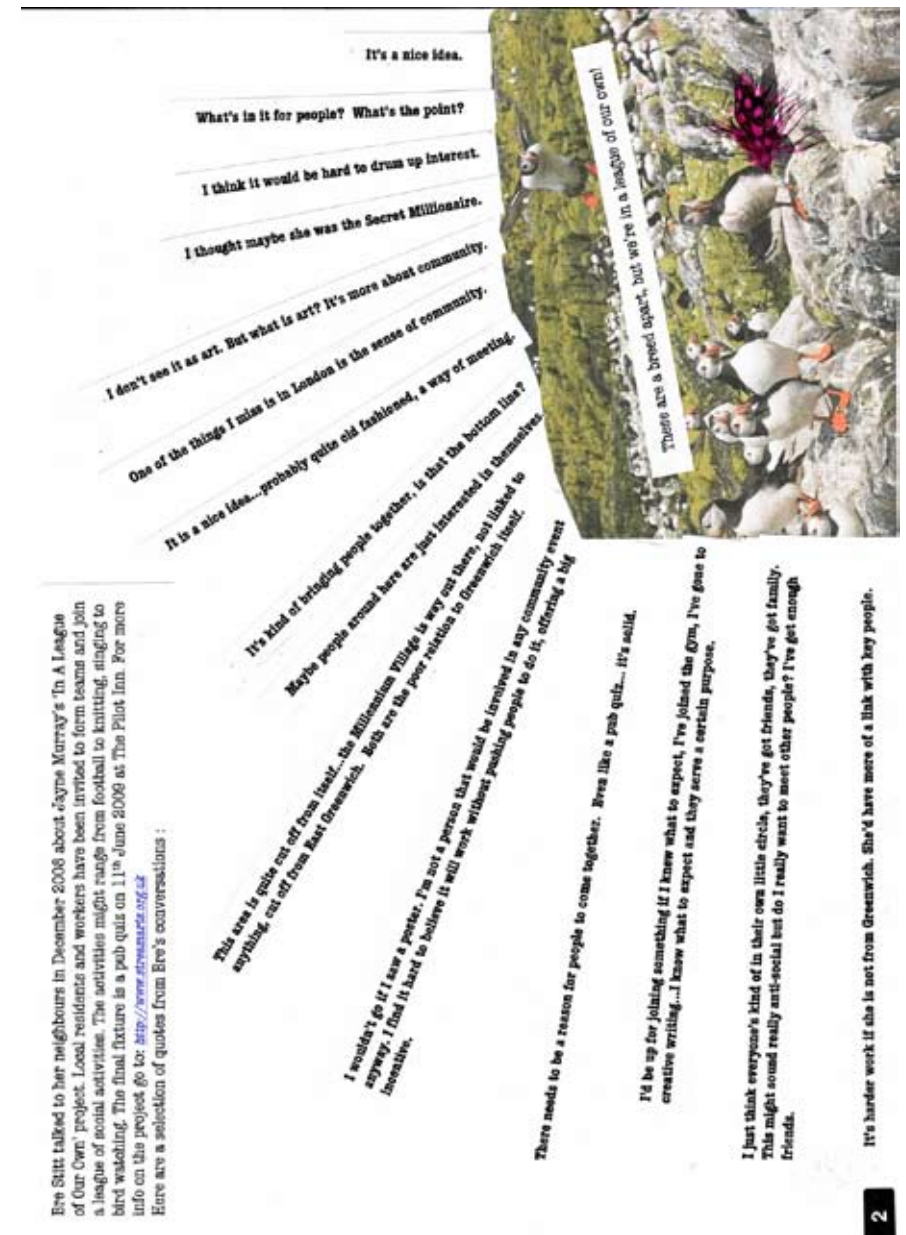 Bre Stitt talked to her neighbours in December 2008 about Jayne Murray's 'In A League
of Our Own' project. Local residents and workers have been invited to form teams and join
a league of social activities. The activities might range from football to knitting, singing to
bird watching. The final fixture is a pub quiz on 11th June 2009 at The Pilot Inn. For more
info on the project go to: http://www.streamarts.org.uk
Here are a selection of quotes from Bre's conversations :
It's a nice idea.
What's in it for people? What's the point?
I think it would be hard to drum up interest.
I thought maybe she was the Secret Millionaire.
I don't see it as art. But what is art? It's more about community.
One of the things I miss is in London is the sense of community.
It is a nice idea...probably quite old fashioned, a way of meeting.
It's kind of bringing people together, is that the bottom line?
Maybe people around here are just interested in themselves.
This area is quite cut off from itself...the Millennium Village is way out there, not linked to
anything, cut off from East Greenwich. Both are the poor relation to Greenwich itself.
I wouldn't go if I saw a poster. I'm not a person that would be involved in any community event
anyway. I find it hard to believe it will work without pushing people to do it, offering a big
incentive.
There needs to be a reason for people to come together. Even like a pub quiz... it's solid.
I'd be up for joining something if I knew what to expect, I've joined the gym, I've gone to
creative writing...I know what to expect and they serve a certain purpose.
I just think everyone's kind of in their own little circle, they've got friends, they've got family.
This might sound really anti-social but do I really want to meet other people? I've got enough
friends.
It's harder work if she is not from Greenwich. She'd have more of a link with key people.
These are a breed apart, but we're in a league of our own!
2